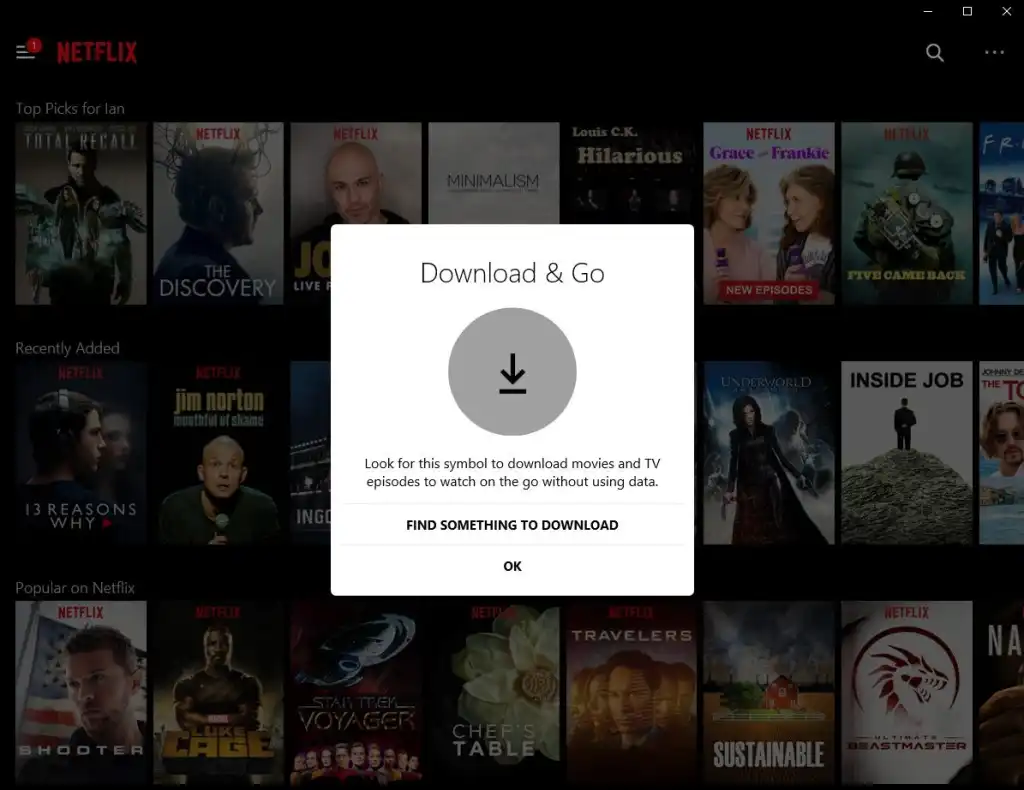 1
NETFLIX
Top Picks for Ian
TOTAL RECALL
NETFLIX
THE
DISCOVERY
NETFLIX
JO
LIVE F
MINIMALISM
Louis C.K.
Hilarious
NETFLIX
Grace and Frankie
NEW EPISODES
NETFLIX
FIVE CAME BACK
FR
Download & Go
Look for this symbol to download movies and TV
episodes to watch on the go without using data.
FIND SOMETHING TO DOWNLOAD
OK
Recently Added
NETFLIX
13 REASONS
WHY
NETFLIX
jim norton
mouthful of shame
INGO
UNDERWORLD
INSIDE JOB
JOHNNY DE
THE TO
Popular on Netflix
NETFLIX
SHOOTER
NETFLIX
MARVEL
LUKE
CAGE
STAR TREK
VOYAGER
NETFLIX
CHEF'S
TABLE
NETFLIX
TRAVELERS
SUSTAINABLE
NETFLIX
ULTIMATE
BEASTMASTER
NA